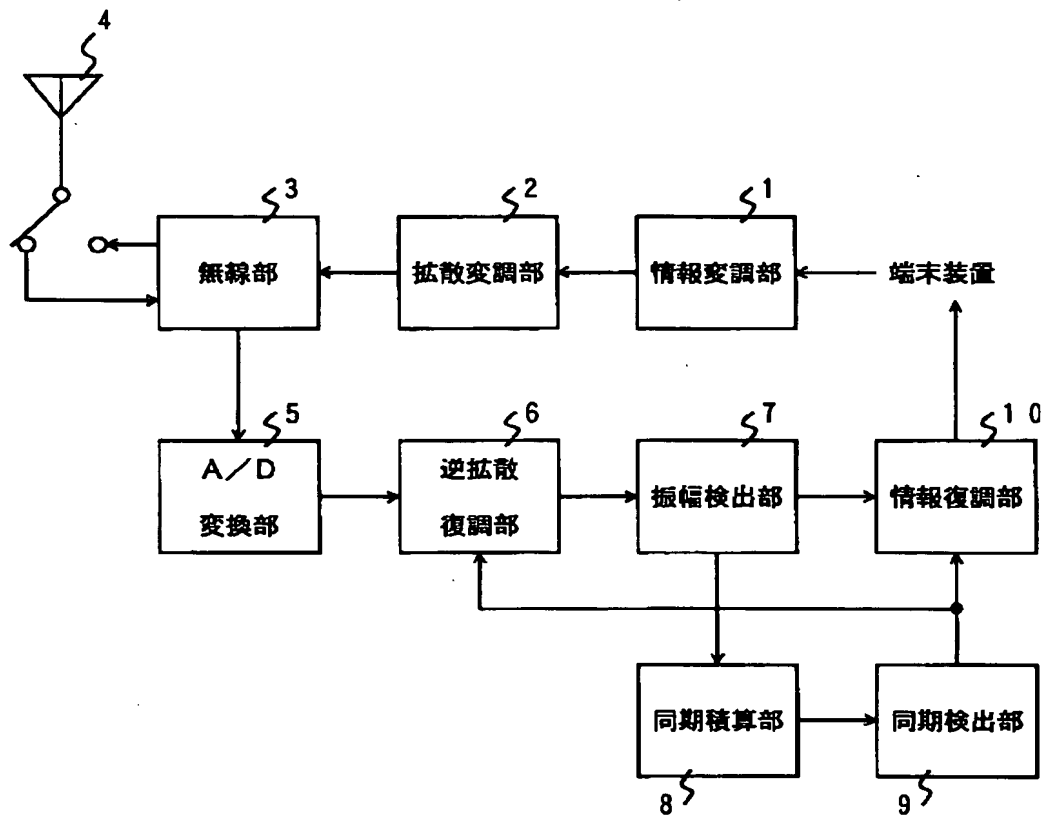 4
3
2
1
無線部
拡散変調部
情報変調部
端末装置
5
6
7
１０
A／D
変換部
逆拡散
復調部
振幅検出部
情報復調部
同期積算部
同期検出部
8
9